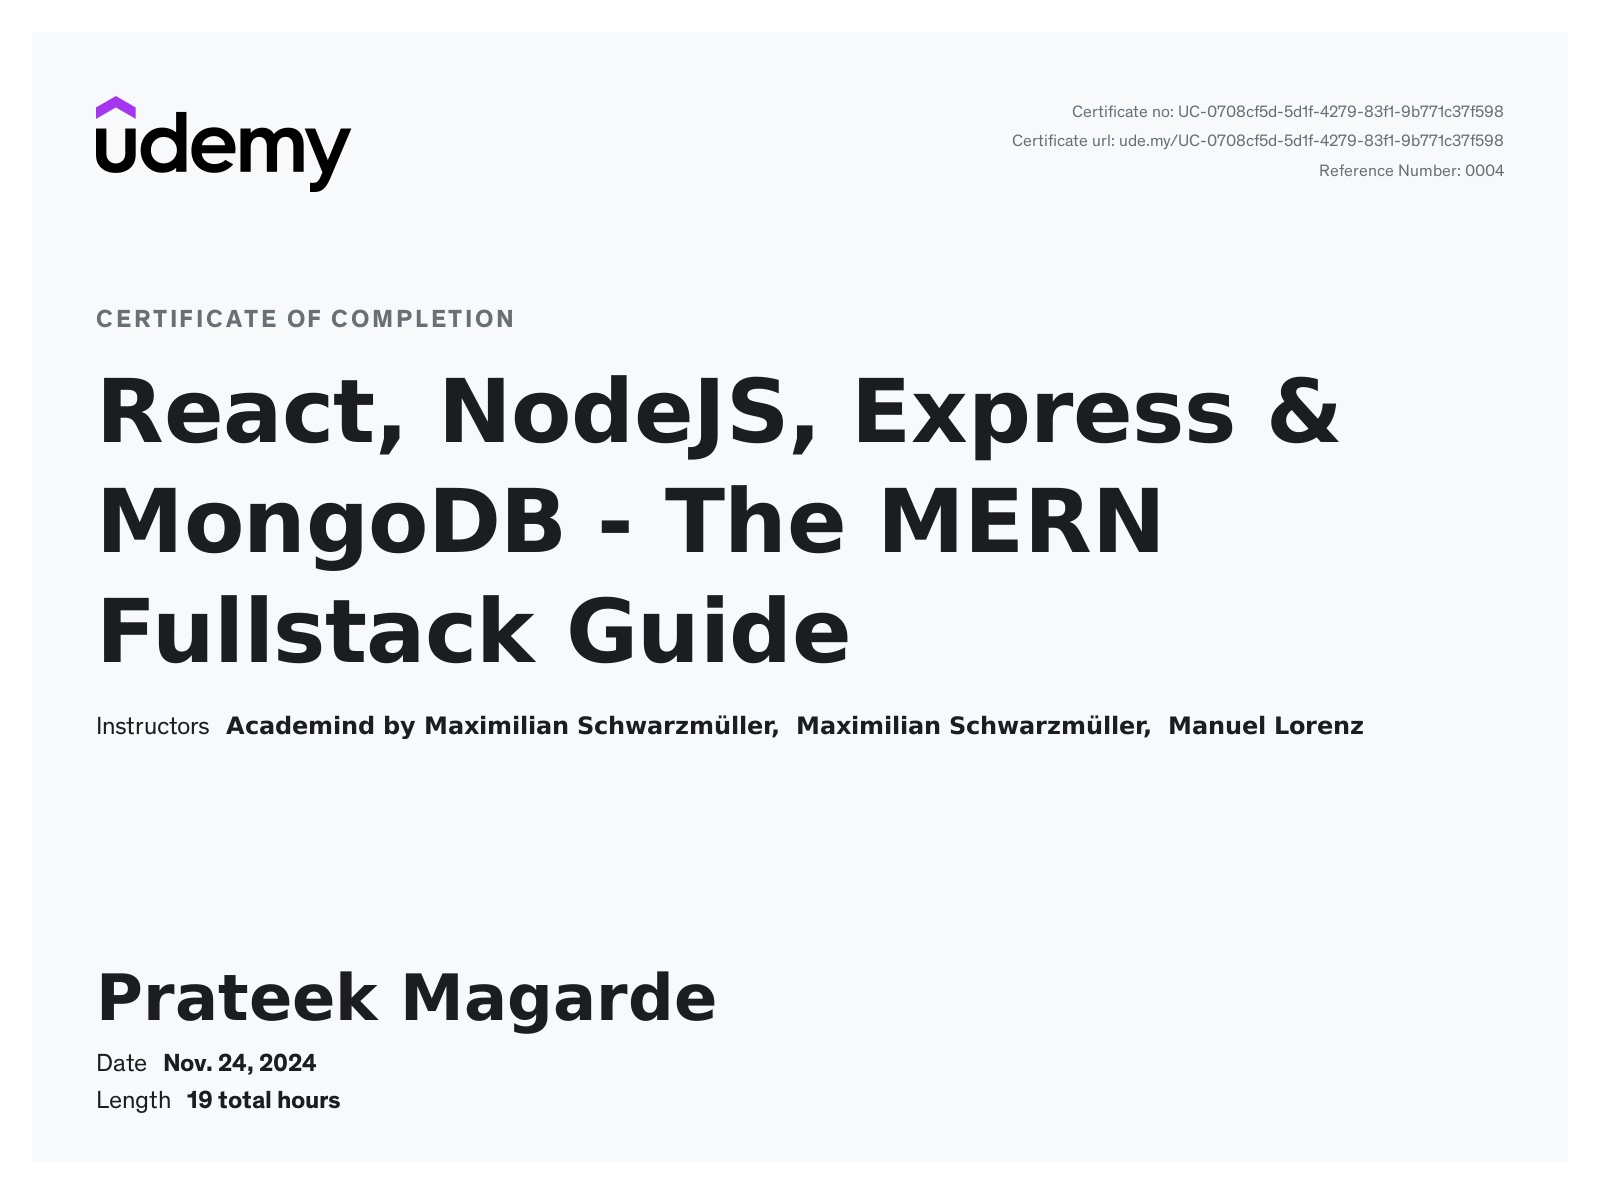 udemy
Certificate no: UC-0708cf5d-5d1f-4279-83f1-9b771c37f598
Certificate url: ude.my/UC-0708cf5d-5d1f-4279-83f1-9b771c37f598
Reference Number: 0004
CERTIFICATE OF COMPLETION
React, NodeJS, Express &
MongoDB - The MERN
Fullstack Guide
Instructors Academind by Maximilian Schwarzmüller, Maximilian Schwarzmüller, Manuel Lorenz
Prateek Magarde
Date Nov. 24, 2024
Length 19 total hours